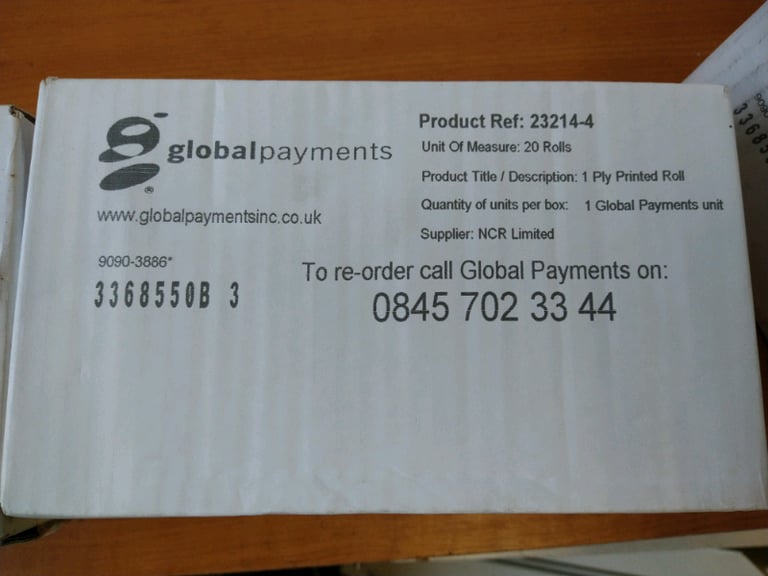 globalpayments
®
www.globalpaymentsinc.co.uk
9090-3886*
3368550B 3
Product Ref: 23214-4
Unit Of Measure: 20 Rolls
Product Title / Description: 1 Ply Printed Roll
Quantity of units per box: 1 Global Payments unit
Supplier: NCR Limited
To re-order call Global Payments on:
0845 702 33 44
9090-
336855